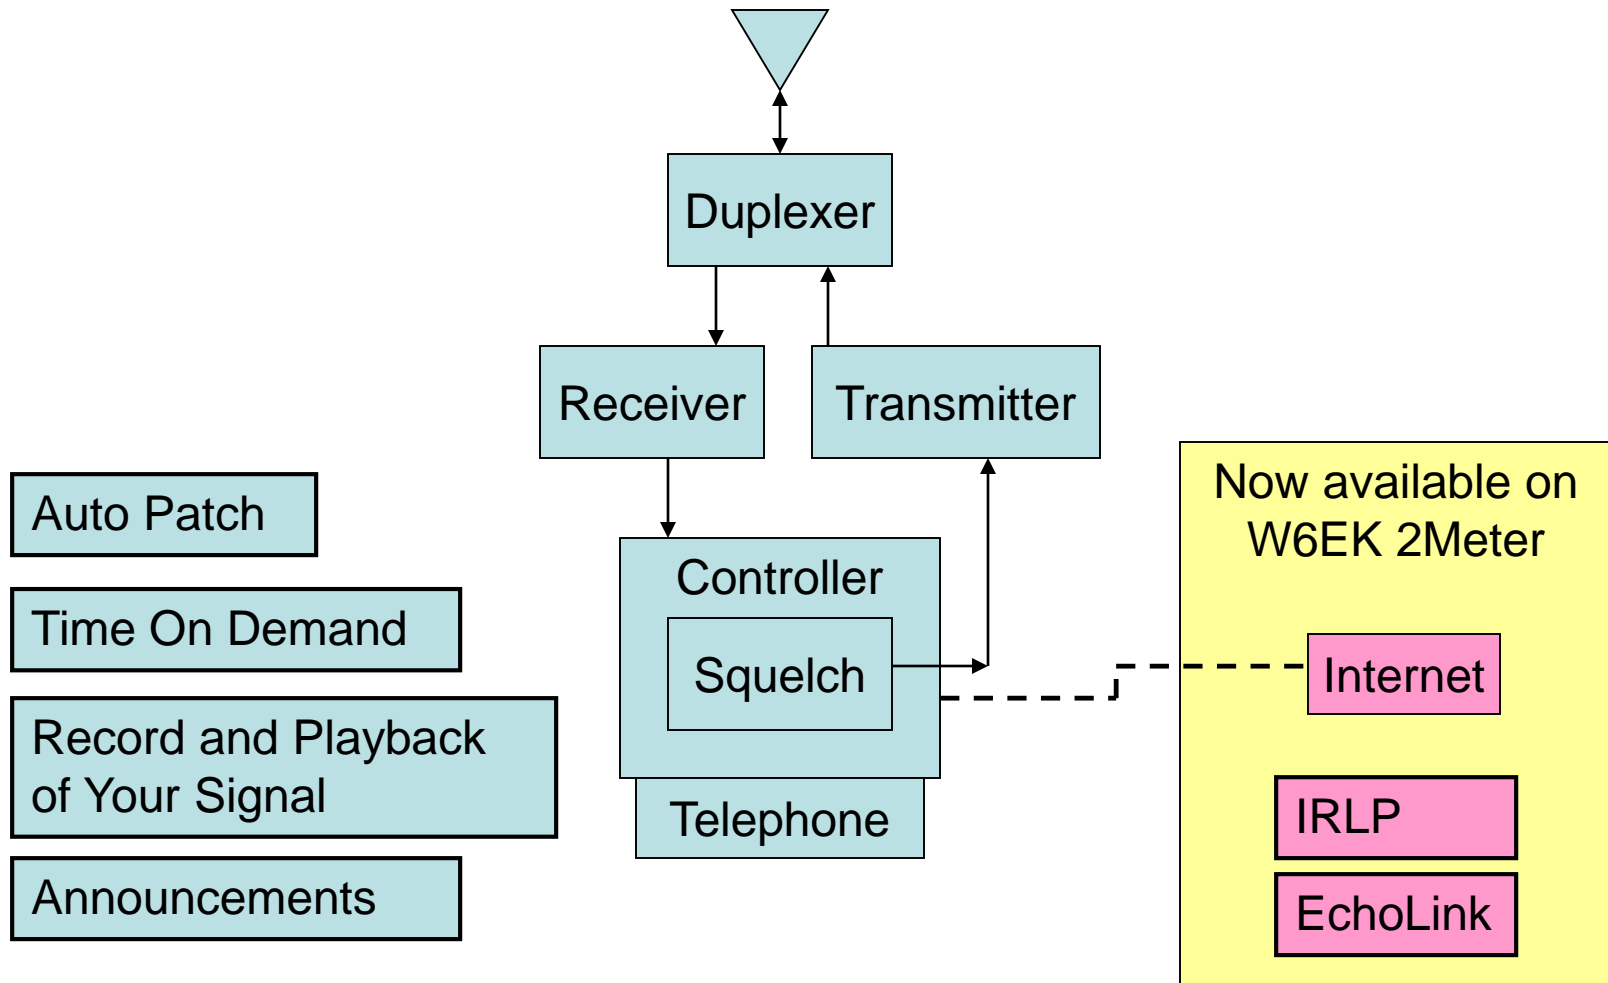 Duplexer
Receiver
Transmitter
Auto Patch
Time On Demand
Record and Playback
of Your Signal
Announcements
Controller
Squelch
Telephone
Now available on
W6EK 2Meter
Internet
IRLP
EchoLink